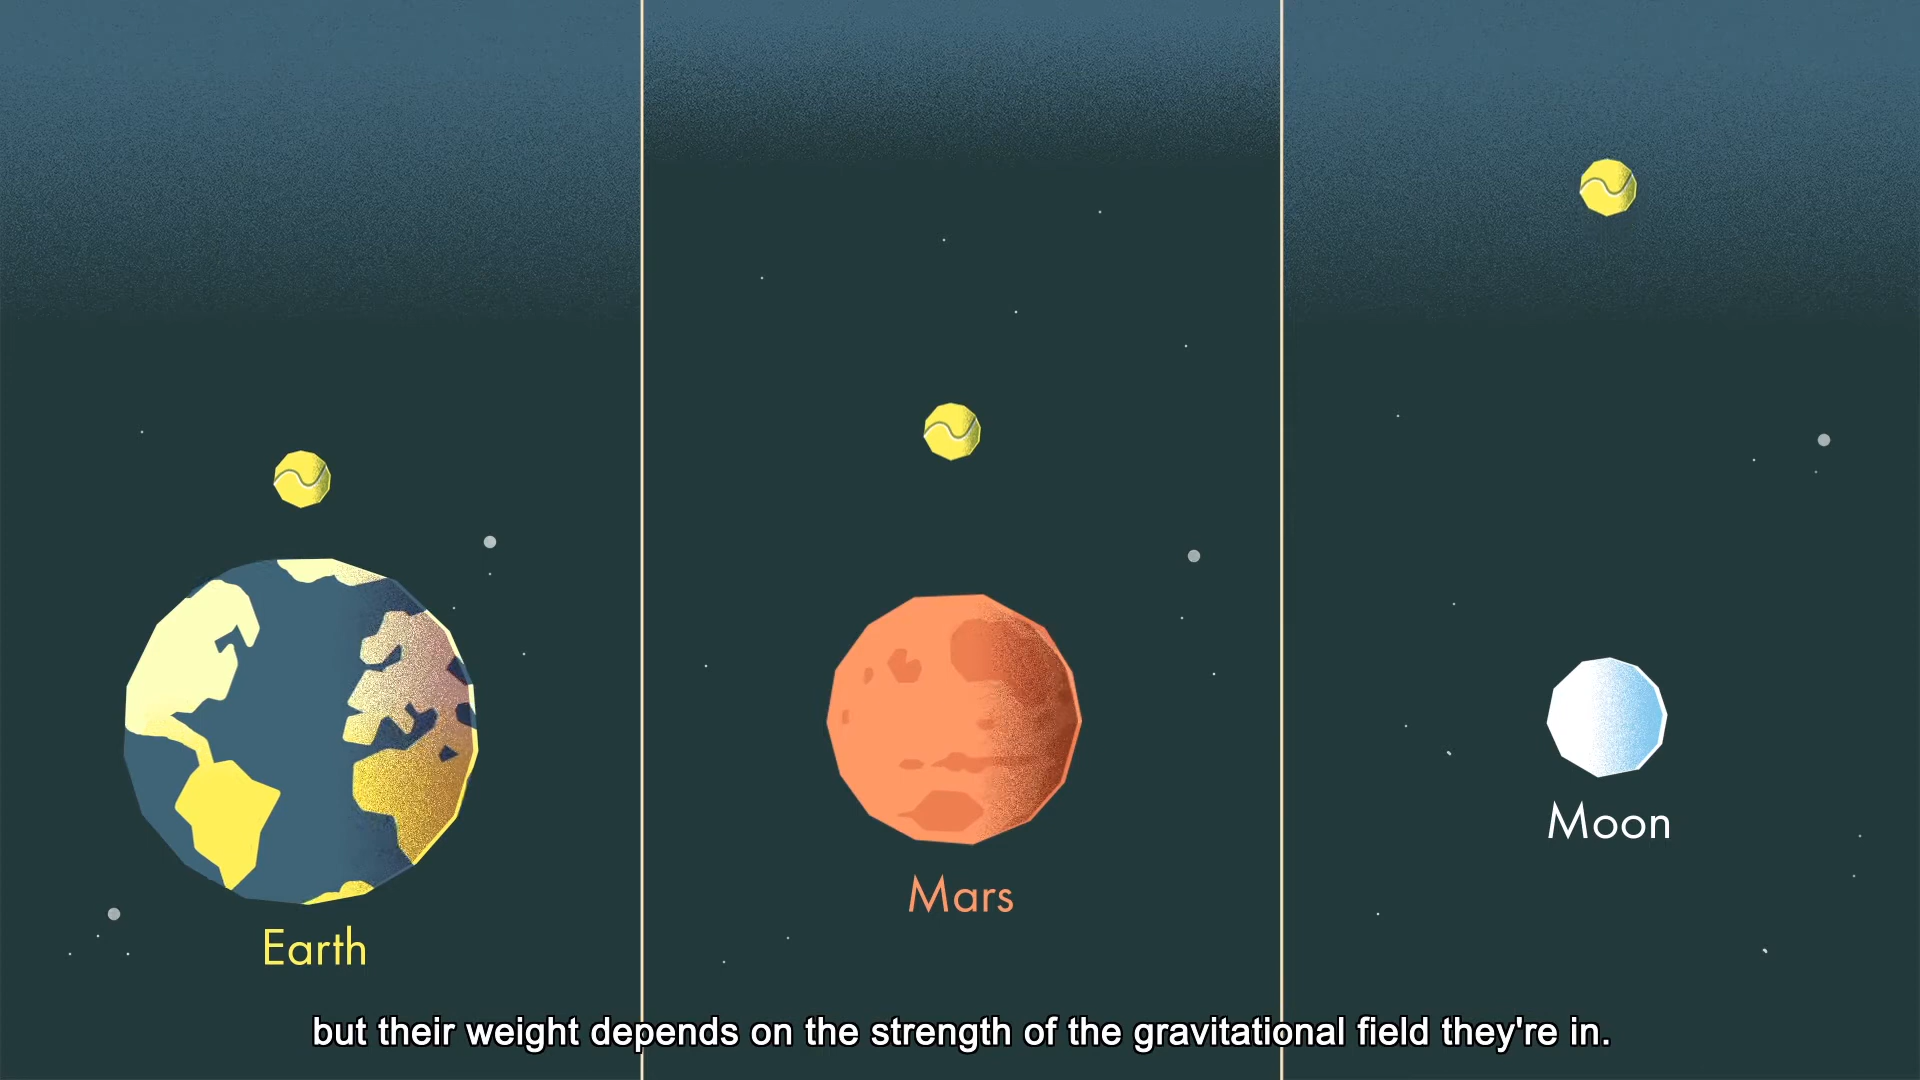 Moon
Mars
Earth
but their weight depends on the strength of the gravitational field they're in.